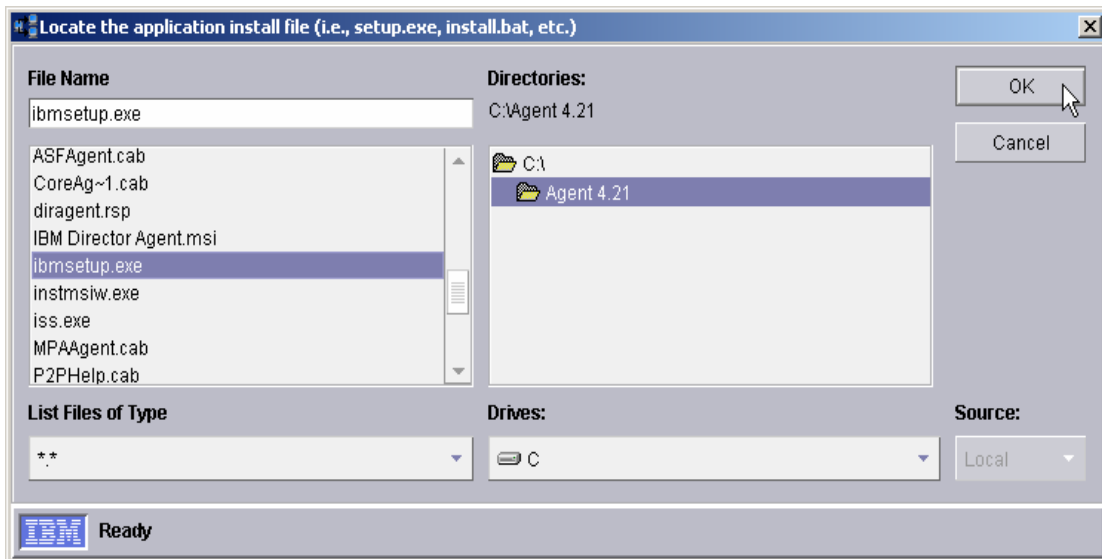 Locate the application install file (i.e., setup.exe, install.bat, etc.)
File Name
ibmsetup.exe
ASFAgent.cab
CoreAg~1.cab
diragent.rsp
IBM Director Agent.msi
ibmsetup.exe
instmsiw.exe
iss.exe
MPAAgent.cab
P2PHelp.cab
List Files of Type
*.*
Directories:
C:\Agent 4.21
C:\
Agent 4.21
Drives:
C
OK
Cancel
Source:
Local
IBM Ready